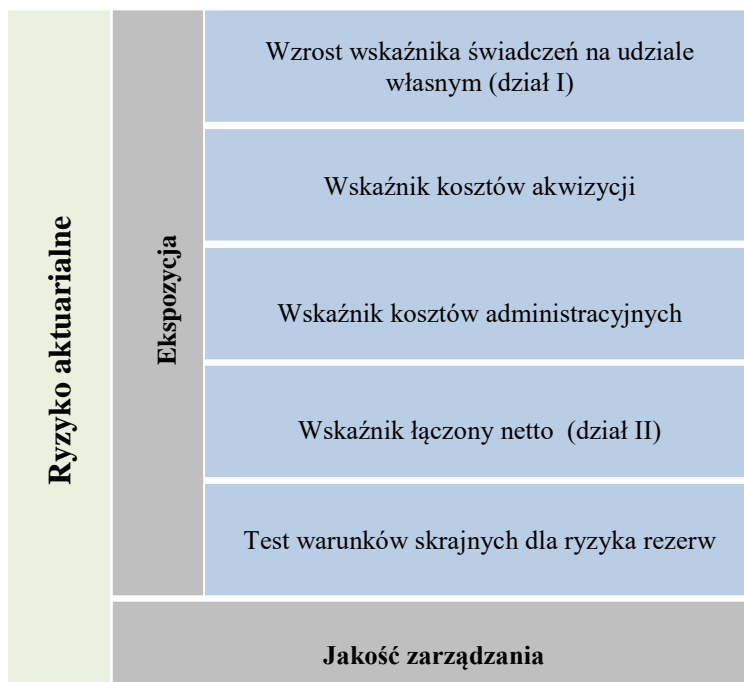 Ryzyko aktuarialne
Ekspozycja
Wzrost wskaźnika świadczeń na udziale
własnym (dział I)
Wskaźnik kosztów akwizycji
Wskaźnik kosztów administracyjnych
Wskaźnik łączony netto (dział II)
Test warunków skrajnych dla ryzyka rezerw
Jakość zarządzania